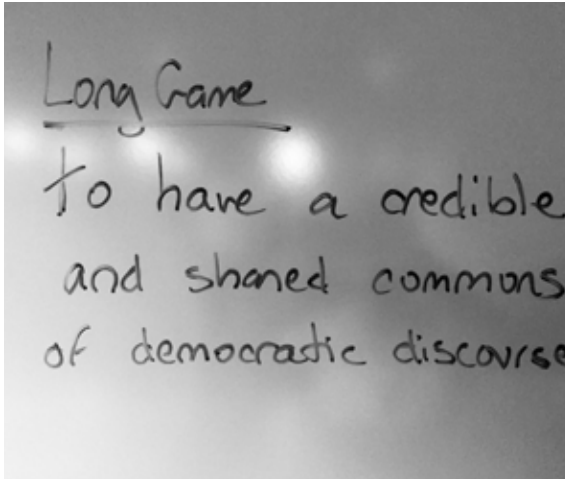 Long Game
to have a credible
and shared commons
of democratic discourse